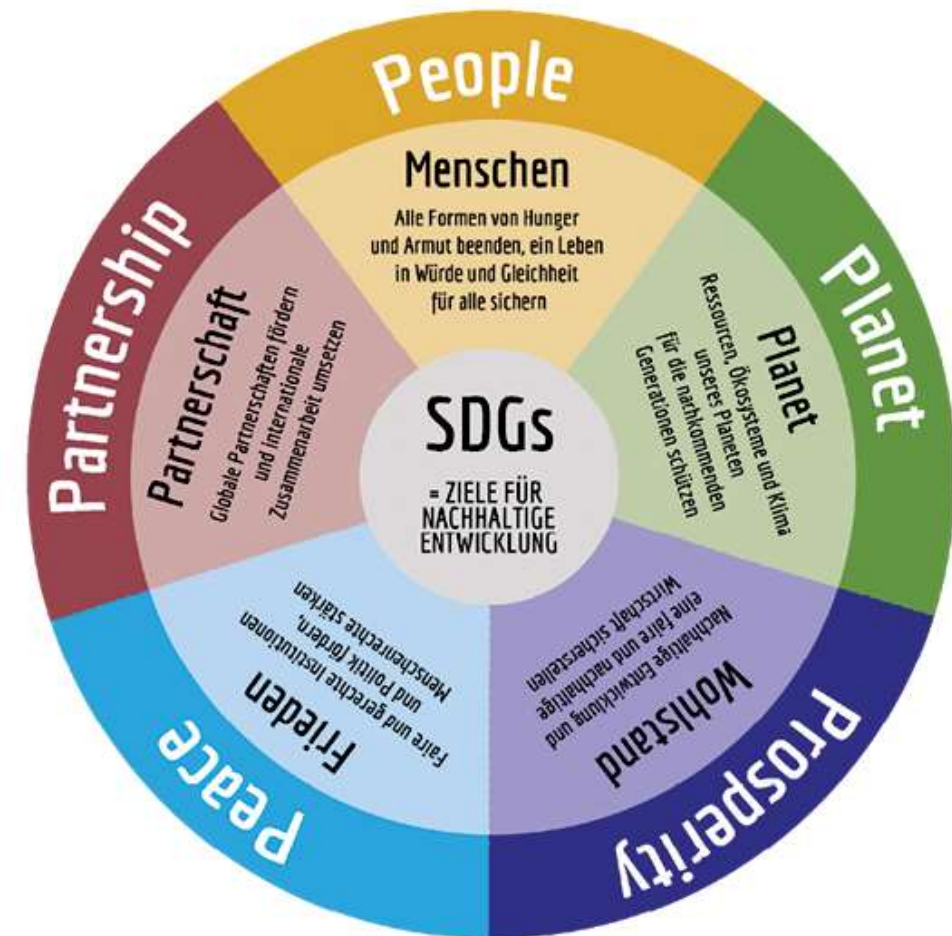 People
Menschen
Alle Formen von Hunger
und Armut beenden, ein Leben
in Würde und Gleichheit
für alle sichern
Planet
Planet
Ressourcen, Ökosysteme und Klima
unseres Planeten
für die nachkommenden
Generationen schützen
Prosperity
Wohlstand
Nachhaltige Entwicklung und
eine faire und nachhaltige
Wirtschaft sicherstellen
Peace
Frieden
Faire und gerechte Institutionen
und Politik fördern,
Menschenrechte stärken
Partnership
Partnerschaft
Globale Partnerschaften fördern
und Internationale
Zusammenarbeit umsetzen
SDGs
= ZIELE FÜR
NACHHALTIGE
ENTWICKLUNG